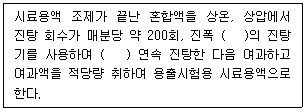 시료용액 조제가 끝난 혼합액을 상온, 상압에서
진탕 회수가 매분당 약 200회, 진폭 (   )의 진탕
기를 사용하여 (   ) 연속 진탕한 다음 여과하고
여과액을 적당량 취하여 용출시험용 시료용액으로
한다.